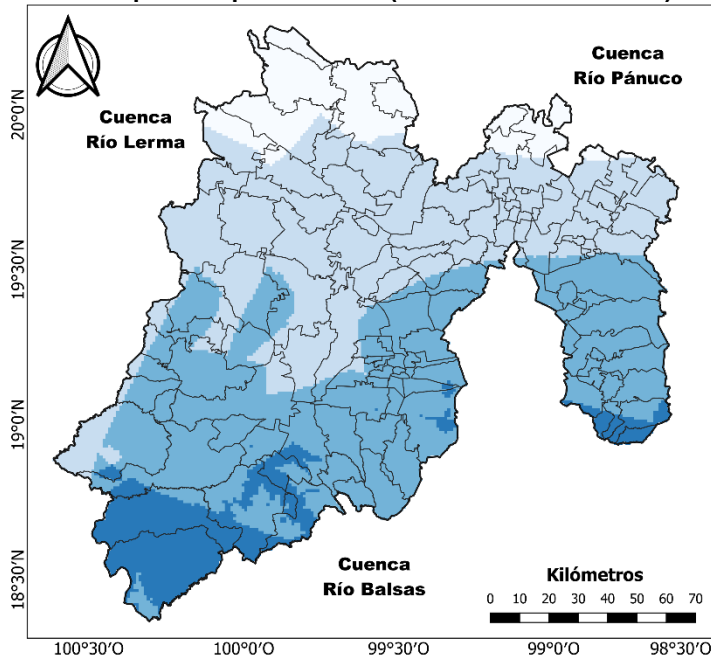 Cuenca
Río Pánuco
Cuenca
Río Lerma
20°0'N
19°30'N
19°0'N
18°30'N
Cuenca
Río Balsas
Kilómetros
0 10 20 30 40 50 60 70
100°30'O 100°0'O 99°30'O 99°0'O 98°30'O